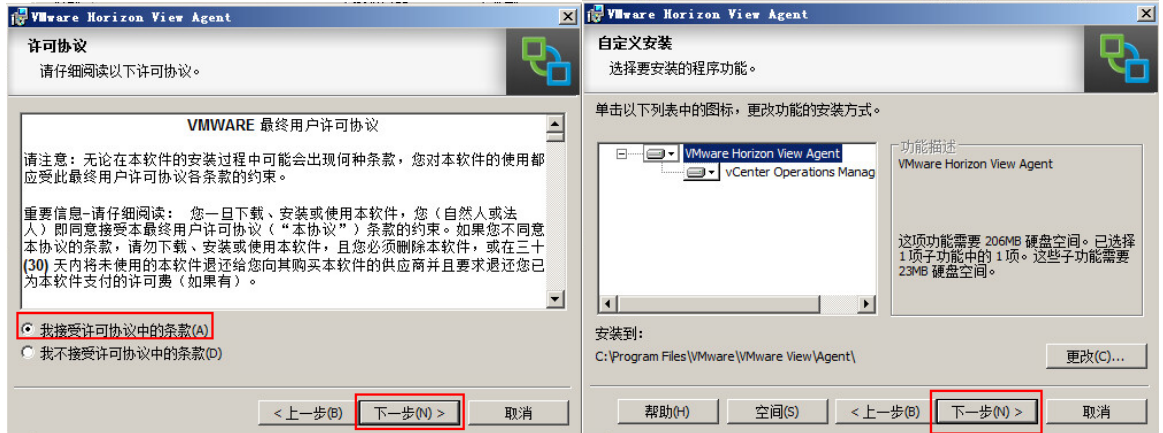 VMware Horizon View Agent
许可协议
请仔细阅读以下许可协议。
VMWARE 最终用户许可协议
请注意：无论在本软件的安装过程中可能会出现何种条款，您对本软件的使用都
应受此最终用户许可协议各条款的约束。
重要信息-请仔细阅读： 您一旦下载、安装或使用本软件，您（自然人或法
人）即同意接受本最终用户许可协议（“本协议”）条款的约束。如果您不同意
本协议的条款，请勿下载、安装或使用本软件，且您必须删除本软件，或在三十
(30) 天内将未使用的本软件退还给您向其购买本软件的供应商并且要求退还您已
为本软件支付的许可费（如果有）。
我接受许可协议中的条款(A)
我不接受许可协议中的条款(D)
<上一步(B)
下一步(N) >
取消
VMware Horizon View Agent
自定义安装
选择要安装的程序功能。
单击以下列表中的图标，更改功能的安装方式。
VMware Horizon View Agent
vCenter Operations Manag
功能描述
VMware Horizon View Agent
这项功能需要 206MB 硬盘空间。已选择
1 项子功能中的 1 项。这些子功能需要
23MB 硬盘空间。
安装到：
C:\Program Files\VMware\VMware View\Agent\
更改(C)...
帮助(H)
空间(S)
<上一步(B)
下一步(N) >
取消